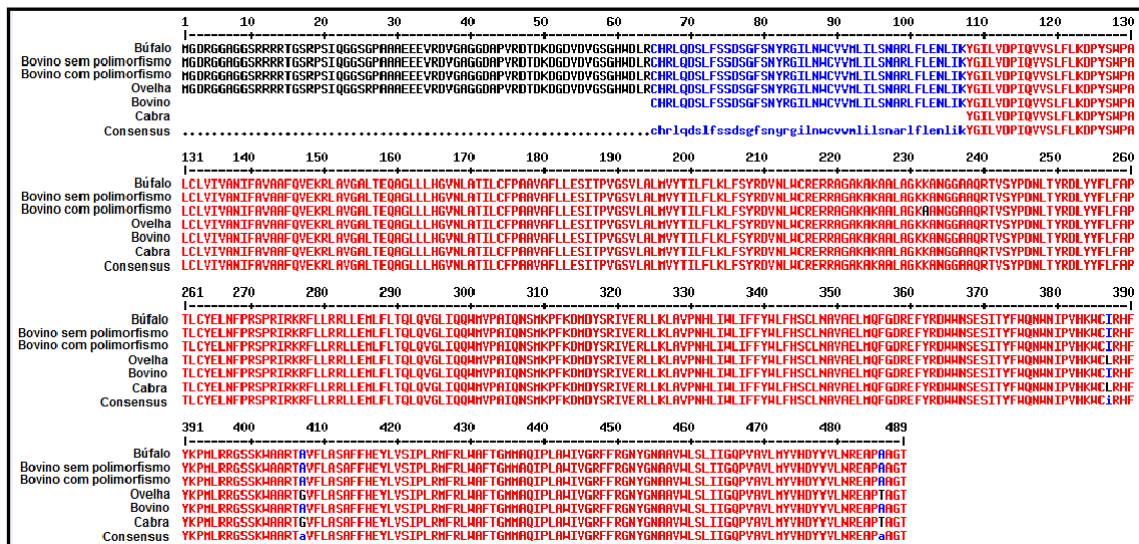 1 10 20 30 40 50 60 70 80 90 100 110 120 130
Búfalo MGDRGGAGGSRRRRTGSRPSIQGGSGPAAAEEEVRDVGAGGDAPVRDTDKDGDVDVGSGHWDLRCHRLQDSLFSSDSGFSNYRGILNWCVVMLILSNARLFLENLIKYGILVDPIQVVSLFLKDPYSWPA
Bovino sem polimorfismo MGDRGGAGGSRRRRTGSRPSIQGGSGPAAAEEEVRDVGAGGDAPVRDTDKDGDVDVGSGHWDLRCHRLQDSLFSSDSGFSNYRGILNWCVVMLILSNARLFLENLIKYGILVDPIQVVSLFLKDPYSWPA
Bovino com polimorfismo MGDRGGAGGSRRRRTGSRPSIQGGSGPAAAEEEVRDVGAGGDAPVRDTDKDGDVDVGSGHWDLRCHRLQDSLFSSDSGFSNYRGILNWCVVMLILSNARLFLENLIKYGILVDPIQVVSLFLKDPYSWPA
Ovelha MGDRGGAGGSRRRRTGSRPSIQGGSGPAAAEEEVRDVGAGGDAPVRDTDKDGDVDVGSGHWDLRCHRLQDSLFSSDSGFSNYRGILNWCVVMLILSNARLFLENLIKYGILVDPIQVVSLFLKDPYSWPA
Bovino CHRLQDSLFSSDSGFSNYRGILNWCVVMLILSNARLFLENLIKYGILVDPIQVVSLFLKDPYSWPA
Cabra YGILVDPIQVVSLFLKDPYSWPA
Consensus ................................................................chrlqdslfssdsgfsnyrgilnwcvvmlilsnarlflenlikYGILVDPIQVVSLFLKDPYSWPA
131 140 150 160 170 180 190 200 210 220 230 240 250 260
Búfalo LCLVIVANIFAVAAFQVEKRLAVGALTEQAGLLLHGVNLATILCFPAAVAFLLESITPVGSVLALMVYTILFLKLFSYRDVNLWCRERRAGAKAKAALAGKKANGGAAQRTVSYPDNLTYRDLYYFLFAP
Bovino sem polimorfismo LCLVIVANIFAVAAFQVEKRLAVGALTEQAGLLLHGVNLATILCFPAAVAFLLESITPVGSVLALMVYTILFLKLFSYRDVNLWCRERRAGAKAKAALAGKKANGGAAQRTVSYPDNLTYRDLYYFLFAP
Bovino com polimorfismo LCLVIVANIFAVAAFQVEKRLAVGALTEQAGLLLHGVNLATILCFPAAVAFLLESITPVGSVLALMVYTILFLKLFSYRDVNLWCRERRAGAKAKAALAGKAANGGAAQRTVSYPDNLTYRDLYYFLFAP
Ovelha LCLVIVANIFAVAAFQVEKRLAVGALTEQAGLLLHGVNLATILCFPAAVAFLLESITPVGSVLALMVYTILFLKLFSYRDVNLWCRERRAGAKAKAALAGKKANGGAAQRTVSYPDNLTYRDLYYFLFAP
Bovino LCLVIVANIFAVAAFQVEKRLAVGALTEQAGLLLHGVNLATILCFPAAVAFLLESITPVGSVLALMVYTILFLKLFSYRDVNLWCRERRAGAKAKAALAGKKANGGAAQRTVSYPDNLTYRDLYYFLFAP
Cabra LCLVIVANIFAVAAFQVEKRLAVGALTEQAGLLLHGVNLATILCFPAAVAFLLESITPVGSVLALMVYTILFLKLFSYRDVNLWCRERRAGAKAKAALAGKKANGGAAQRTVSYPDNLTYRDLYYFLFAP
Consensus LCLVIVANIFAVAAFQVEKRLAVGALTEQAGLLLHGVNLATILCFPAAVAFLLESITPVGSVLALMVYTILFLKLFSYRDVNLWCRERRAGAKAKAALAGKKANGGAAQRTVSYPDNLTYRDLYYFLFAP
261 270 280 290 300 310 320 330 340 350 360 370 380 390
Búfalo TLCYELNFPRSPRIRKRFLLRRLLEMLFLTQLQVGLIQQWMVPAIQNSMKPFKDMDYSRIVERLLKLAVPNHLIWLIFFYWLFHSCLNAVAELMQFGDREFYRDWWNSESITYFWQNWNIPVHKWCIRHF
Bovino sem polimorfismo TLCYELNFPRSPRIRKRFLLRRLLEMLFLTQLQVGLIQQWMVPAIQNSMKPFKDMDYSRIVERLLKLAVPNHLIWLIFFYWLFHSCLNAVAELMQFGDREFYRDWWNSESITYFWQNWNIPVHKWCIRHF
Bovino com polimorfismo TLCYELNFPRSPRIRKRFLLRRLLEMLFLTQLQVGLIQQWMVPAIQNSMKPFKDMDYSRIVERLLKLAVPNHLIWLIFFYWLFHSCLNAVAELMQFGDREFYRDWWNSESITYFWQNWNIPVHKWCIRHF
Ovelha TLCYELNFPRSPRIRKRFLLRRLLEMLFLTQLQVGLIQQWMVPAIQNSMKPFKDMDYSRIVERLLKLAVPNHLIWLIFFYWLFHSCLNAVAELMQFGDREFYRDWWNSESITYFWQNWNIPVHKWCLRHF
Bovino TLCYELNFPRSPRIRKRFLLRRLLEMLFLTQLQVGLIQQWMVPAIQNSMKPFKDMDYSRIVERLLKLAVPNHLIWLIFFYWLFHSCLNAVAELMQFGDREFYRDWWNSESITYFWQNWNIPVHKWCIRHF
Cabra TLCYELNFPRSPRIRKRFLLRRLLEMLFLTQLQVGLIQQWMVPAIQNSMKPFKDMDYSRIVERLLKLAVPNHLIWLIFFYWLFHSCLNAVAELMQFGDREFYRDWWNSESITYFWQNWNIPVHKWCLRHF
Consensus TLCYELNFPRSPRIRKRFLLRRLLEMLFLTQLQVGLIQQWMVPAIQNSMKPFKDMDYSRIVERLLKLAVPNHLIWLIFFYWLFHSCLNAVAELMQFGDREFYRDWWNSESITYFWQNWNIPVHKWCiRHF
391 400 410 420 430 440 450 460 470 480 489
Búfalo YKPMLRRGSSKWAARTAVFLASAFFHEYLVSIPLRMFRLWAFTGMMAQIPLAWIVGRFFRGNYGNAAVWLSLIIGQPVAVLMYVHDYYVLNREAPAAGT
Bovino sem polimorfismo YKPMLRRGSSKWAARTAVFLASAFFHEYLVSIPLRMFRLWAFTGMMAQIPLAWIVGRFFRGNYGNAAVWLSLIIGQPVAVLMYVHDYYVLNREAPAAGT
Bovino com polimorfismo YKPMLRRGSSKWAARTAVFLASAFFHEYLVSIPLRMFRLWAFTGMMAQIPLAWIVGRFFRGNYGNAAVWLSLIIGQPVAVLMYVHDYYVLNREAPAAGT
Ovelha YKPMLRRGSSKWAARTGVFLASAFFHEYLVSIPLRMFRLWAFTGMMAQIPLAWIVGRFFRGNYGNAAVWLSLIIGQPVAVLMYVHDYYVLNREAPTAGT
Bovino YKPMLRRGSSKWAARTAVFLASAFFHEYLVSIPLRMFRLWAFTGMMAQIPLAWIVGRFFRGNYGNAAVWLSLIIGQPVAVLMYVHDYYVLNREAPAAGT
Cabra YKPMLRRGSSKWAARTGVFLASAFFHEYLVSIPLRMFRLWAFTGMMAQIPLAWIVGRFFRGNYGNAAVWLSLIIGQPVAVLMYVHDYYVLNREAPTAGT
Consensus YKPMLRRGSSKWAARTaVFLASAFFHEYLVSIPLRMFRLWAFTGMMAQIPLAWIVGRFFRGNYGNAAVWLSLIIGQPVAVLMYVHDYYVLNREAPaAGT